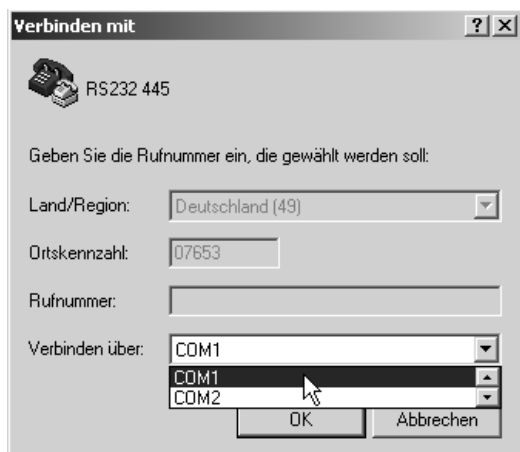 Verbinden mit
RS232 445
Geben Sie die Rufnummer ein, die gewählt werden soll:
Land/Region: Deutschland (49)
Ortskennzahl: 07653
Rufnummer:
Verbinden über: COM1
COM1
COM2
OK Abbrechen